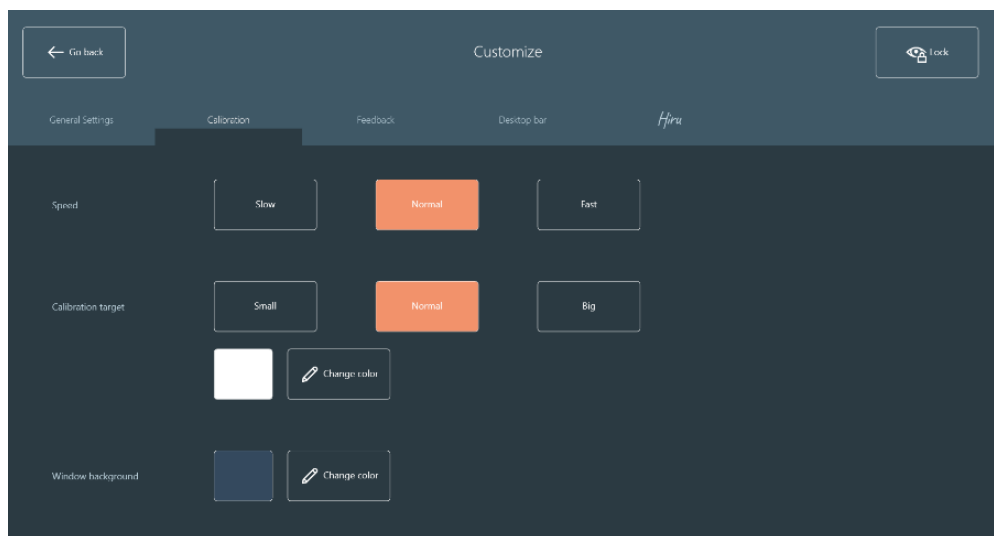 Go back
Customize
Lock
General Settings Calibration Feedback Desktop bar Hiru
Speed Slow Normal Fast
Calibration target Small Normal Big
Change color
Window background Change color